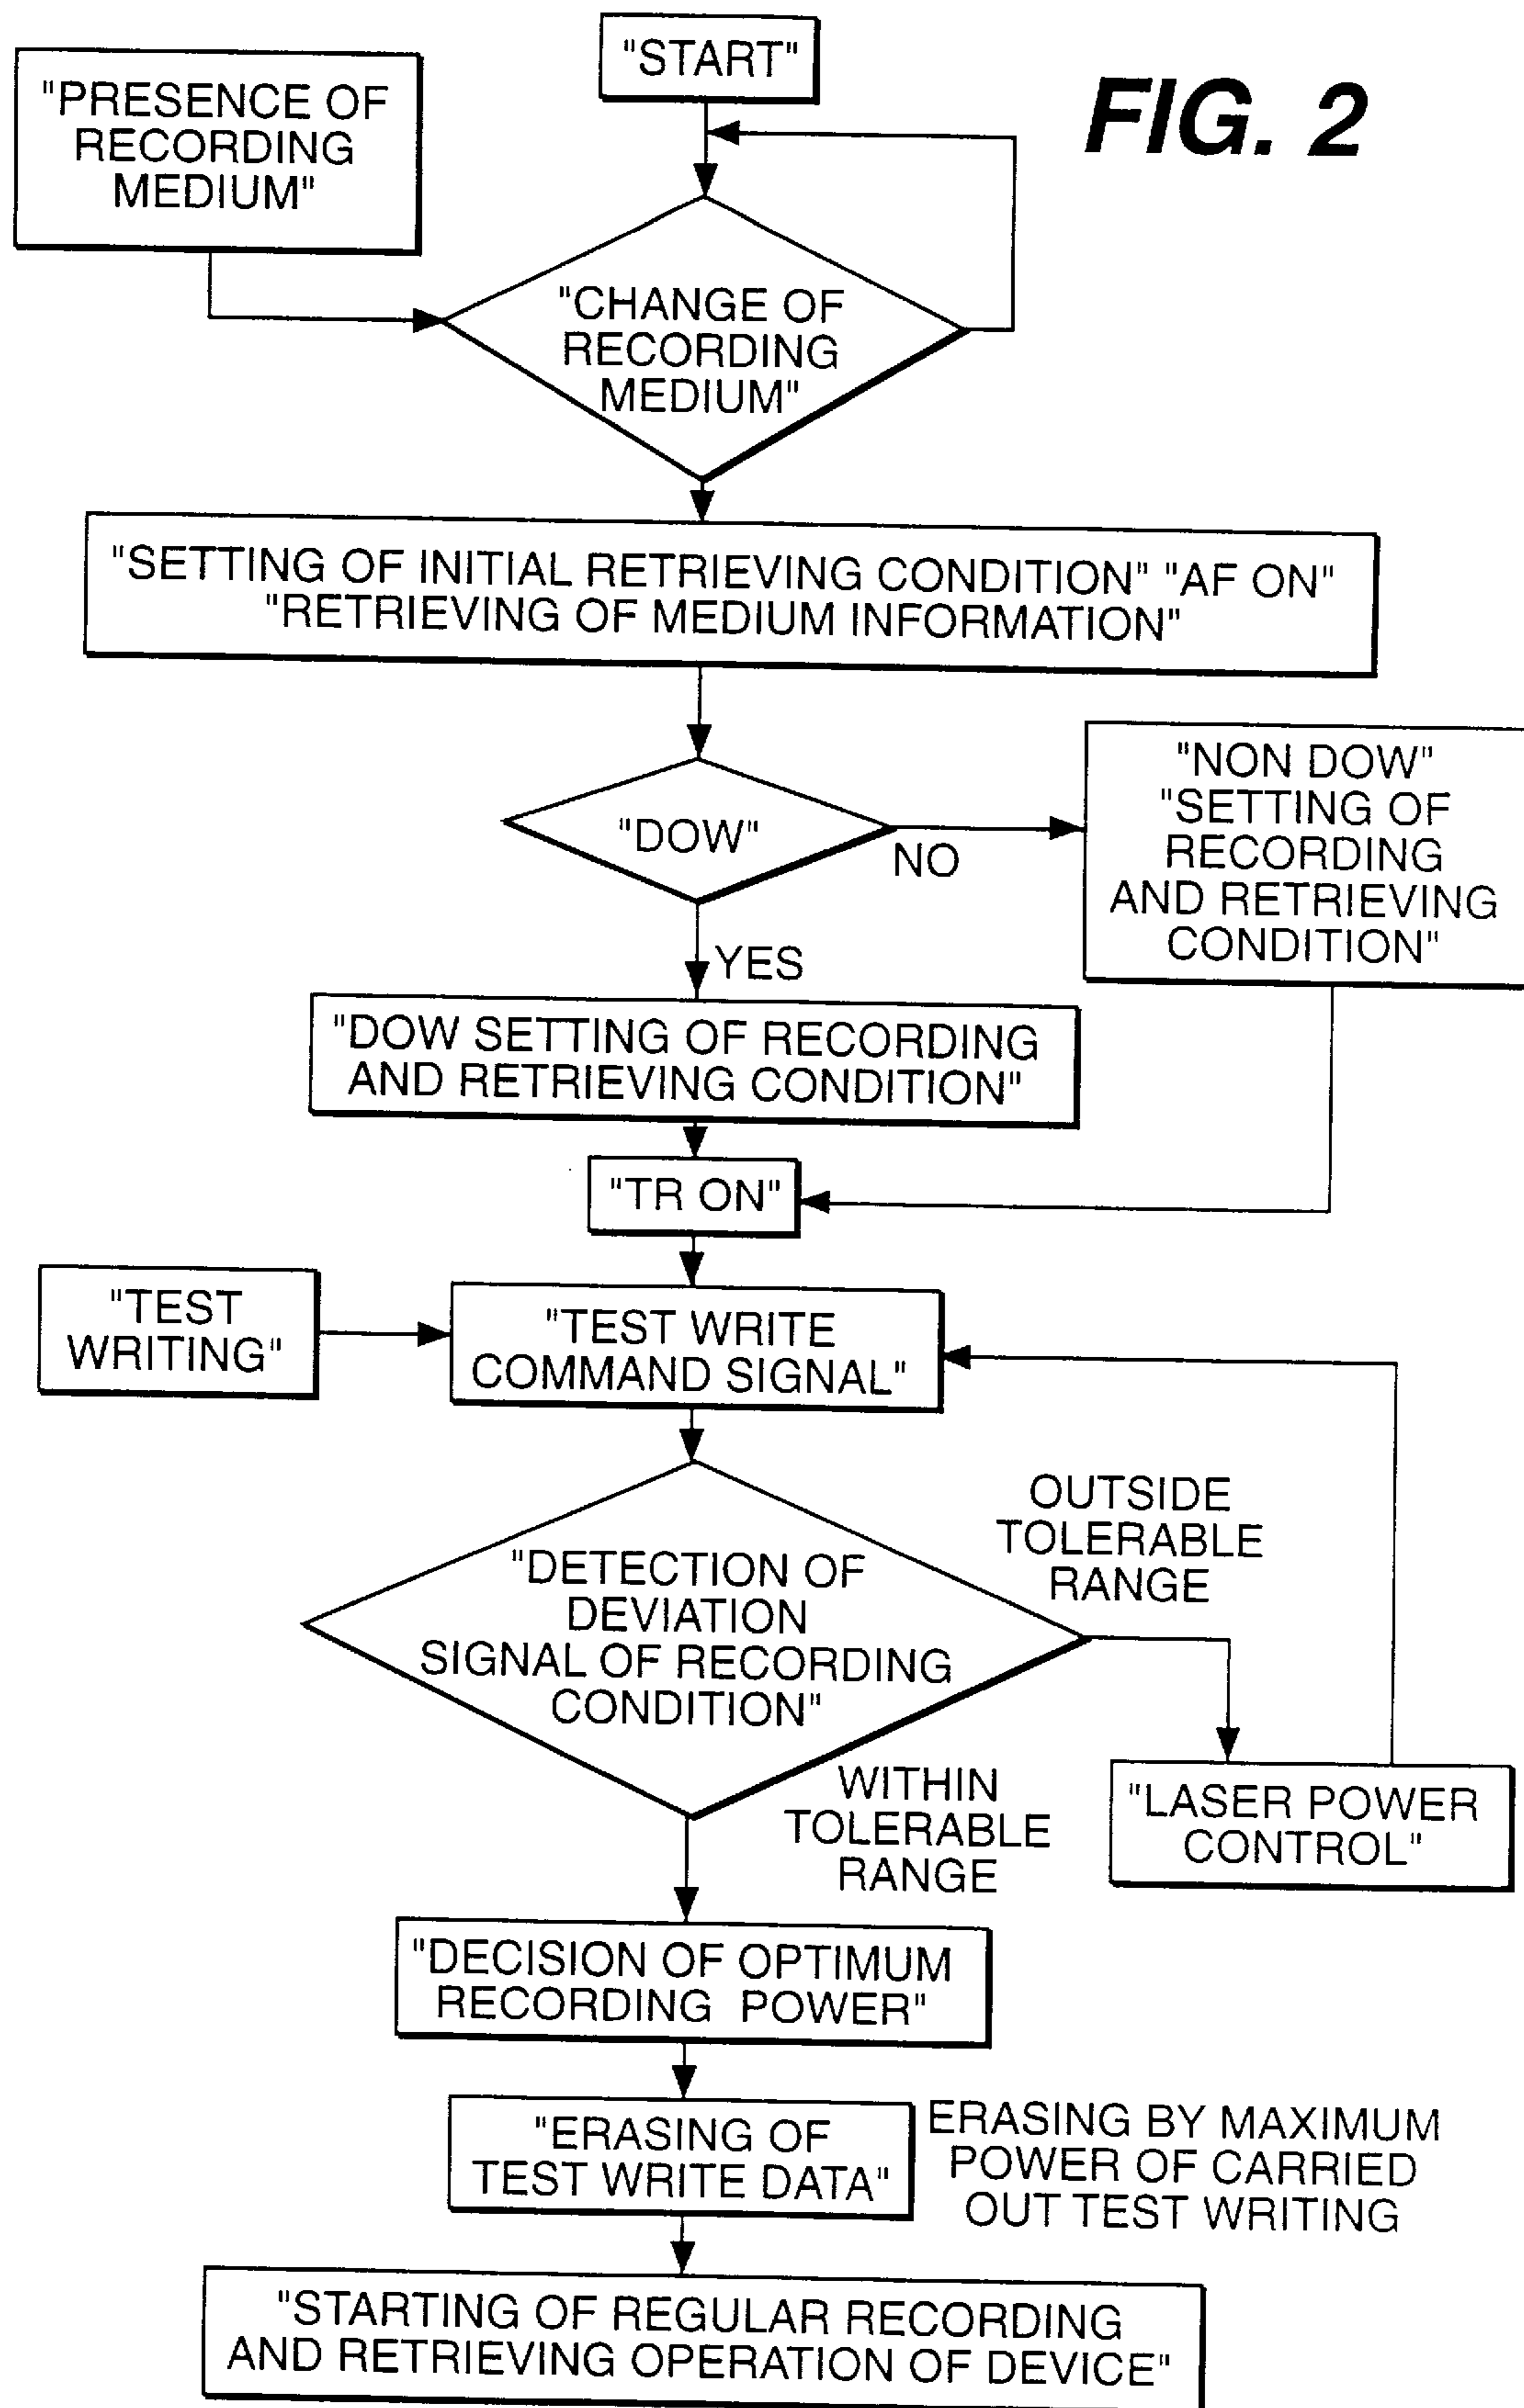 "START"
FIG. 2
"PRESENCE OF
RECORDING
MEDIUM"
"CHANGE OF
RECORDING
MEDIUM"
"SETTING OF INITIAL RETRIEVING CONDITION" "AF ON"
"RETRIEVING OF MEDIUM INFORMATION"
"DOW"
NO
"NON DOW"
"SETTING OF
RECORDING
AND RETRIEVING
CONDITION"
YES
"DOW SETTING OF RECORDING
AND RETRIEVING CONDITION"
"TR ON"
"TEST
WRITING"
"TEST WRITE
COMMAND SIGNAL"
"DETECTION OF
DEVIATION
SIGNAL OF RECORDING
CONDITION"
OUTSIDE
TOLERABLE
RANGE
"LASER POWER
CONTROL"
WITHIN
TOLERABLE
RANGE
"DECISION OF OPTIMUM
RECORDING POWER"
"ERASING OF
TEST WRITE DATA"
ERASING BY MAXIMUM
POWER OF CARRIED
OUT TEST WRITING
"STARTING OF REGULAR RECORDING
AND RETRIEVING OPERATION OF DEVICE"